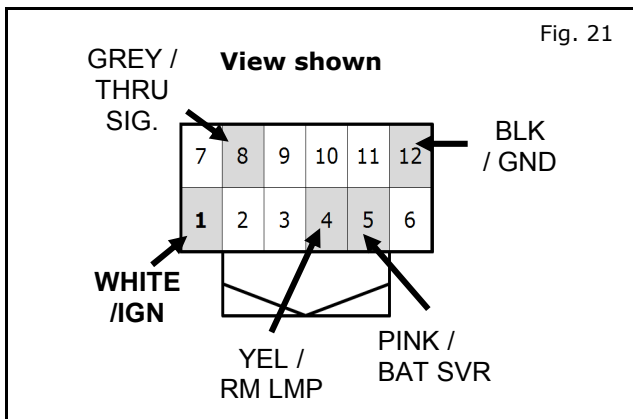 Fig. 21
View shown
GREY /
THRU
SIG.
BLK
/ GND
7 8 9 10 11 12
1 2 3 4 5 6
WHITE
/IGN
YEL /
RM LMP
PINK /
BAT SVR